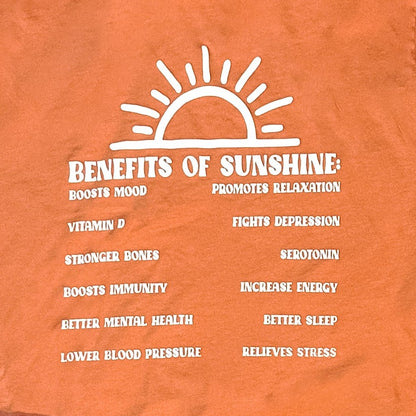 BENEFITS OF SUNSHINE:
BOOSTS MOOD PROMOTES RELAXATION
VITAMIN D FIGHTS DEPRESSION
STRONGER BONES SEROTONIN
BOOSTS IMMUNITY INCREASE ENERGY
BETTER MENTAL HEALTH BETTER SLEEP
LOWER BLOOD PRESSURE RELIEVES STRESS